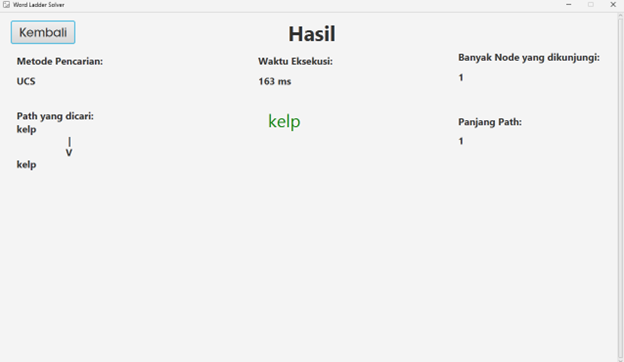 Word Ladder Solver
Kembali
Hasil
Metode Pencarian:
UCS
Waktu Eksekusi:
163 ms
Banyak Node yang dikunjungi:
1
Path yang dicari:
kelp
|
V
kelp
kelp
Panjang Path:
1